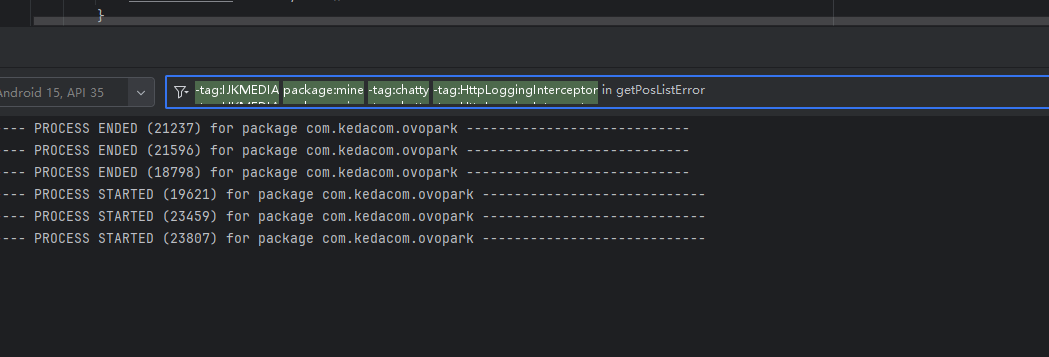 }
Android 15, API 35
-tag:IJKMEDIA package:mine -tag:chatty -tag:HttpLoggingInterceptor in getPosListError
--- PROCESS ENDED (21237) for package com.kedacom.ovopark ----------------------------
--- PROCESS ENDED (21596) for package com.kedacom.ovopark ----------------------------
--- PROCESS ENDED (18798) for package com.kedacom.ovopark ----------------------------
--- PROCESS STARTED (19621) for package com.kedacom.ovopark ----------------------------
--- PROCESS STARTED (23459) for package com.kedacom.ovopark ----------------------------
--- PROCESS STARTED (23807) for package com.kedacom.ovopark ----------------------------